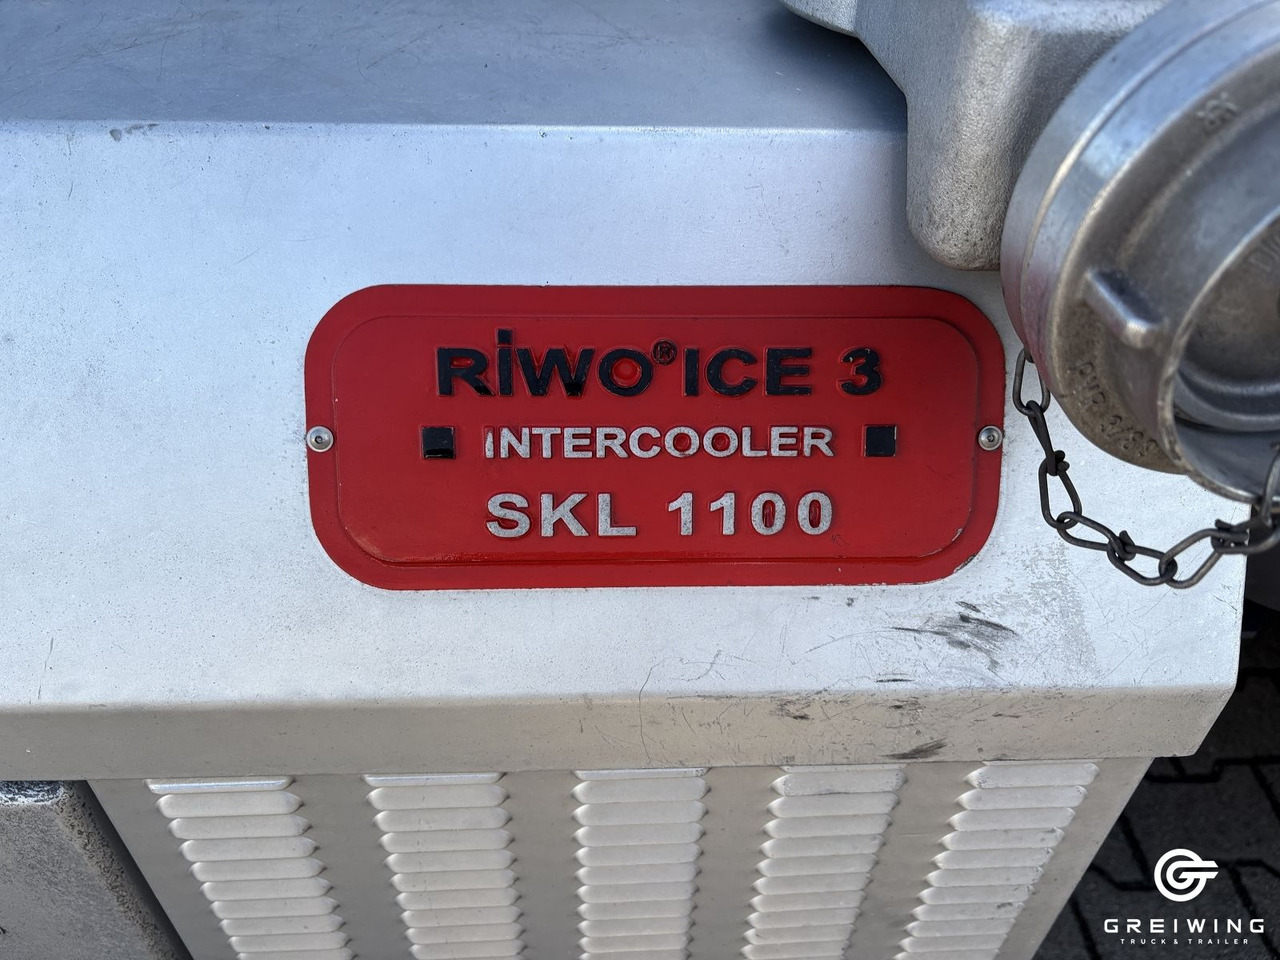 RiWO® ICE 3
INTERCOOLER
SKL 1100
GREIWING
TRUCK & TRAILER